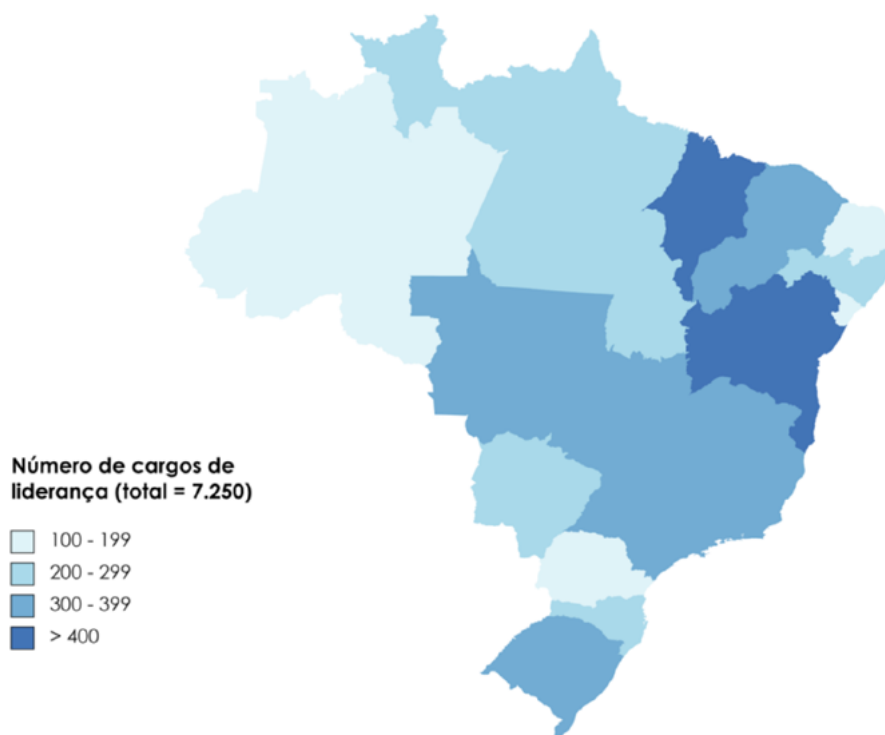 Número de cargos de
liderança (total = 7.250)
100 - 199
200 - 299
300 - 399
> 400